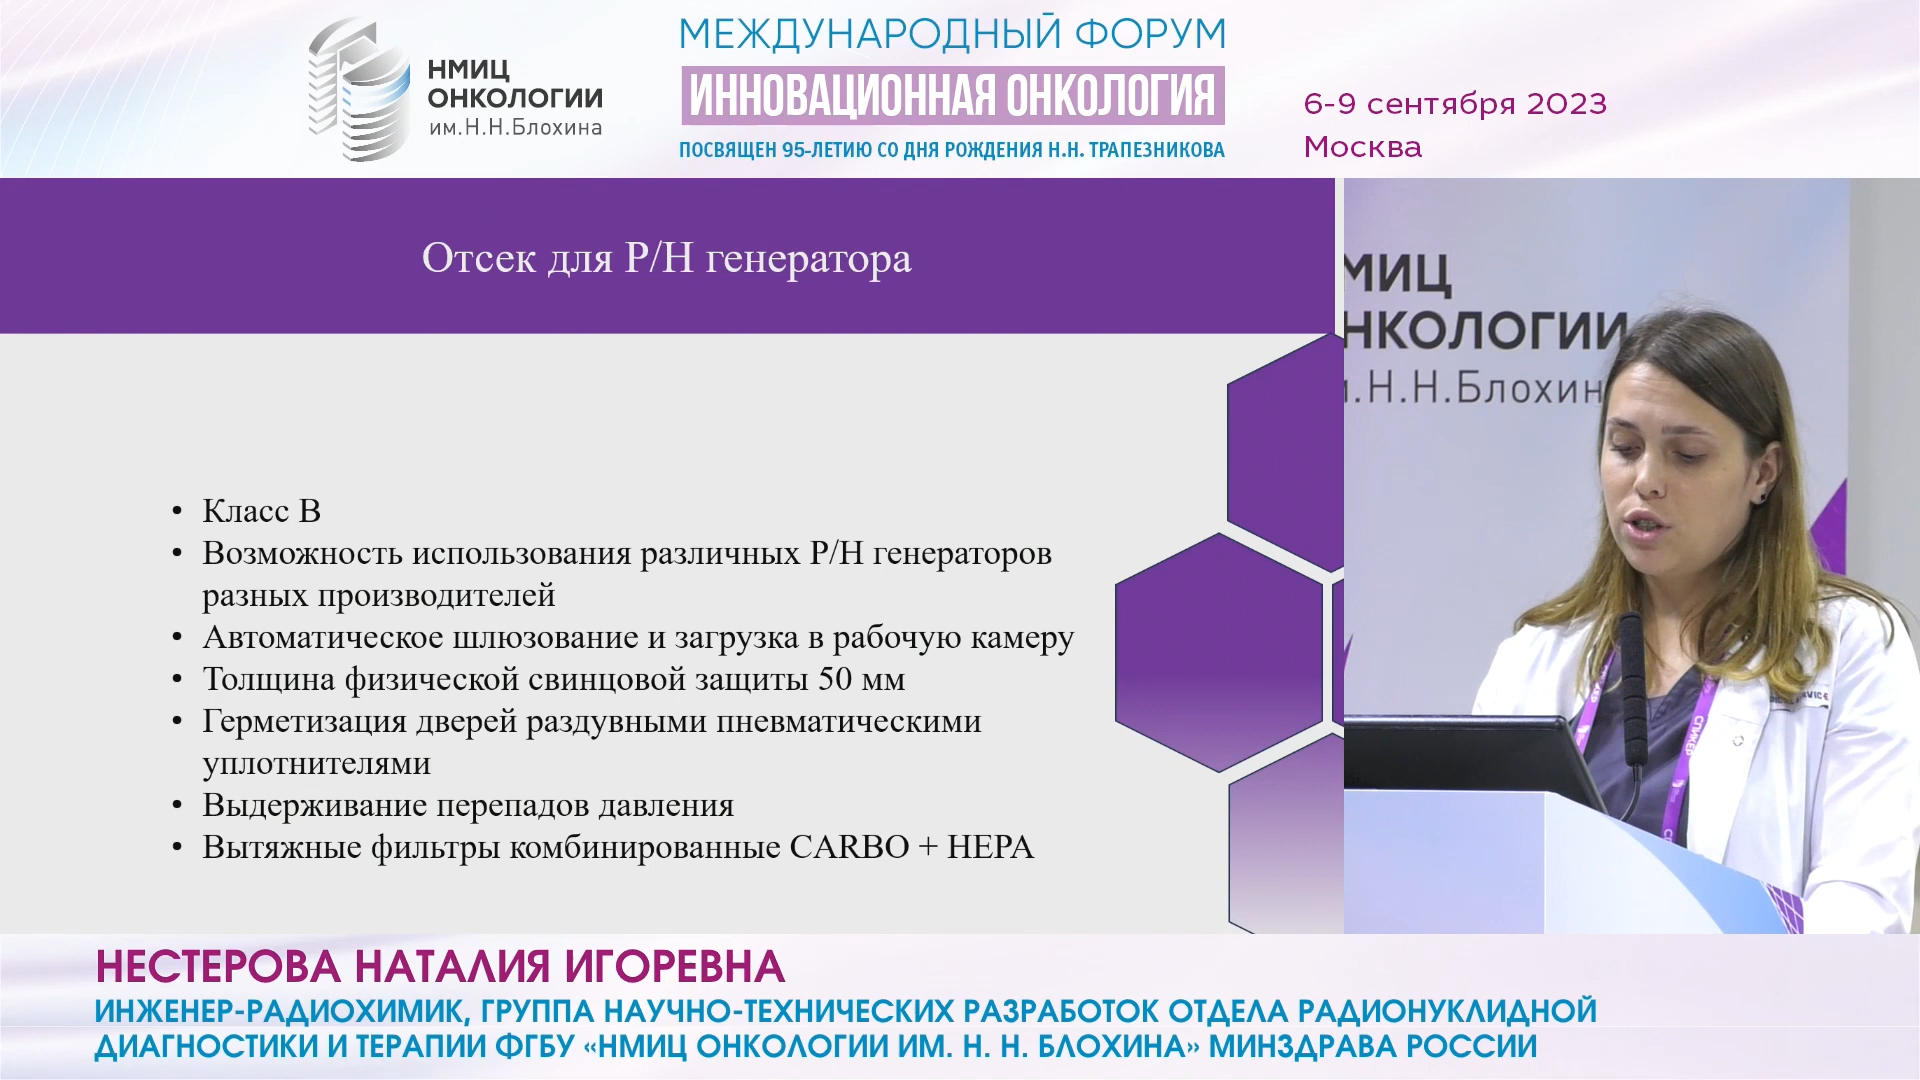 НМИЦ
ОНКОЛОГИИ
им.Н.Н.Блохина
МЕЖДУНАРОДНЫЙ ФОРУМ
ИННОВАЦИОННАЯ ОНКОЛОГИЯ
ПОСВЯЩЕН 95-ЛЕТИЮ СО ДНЯ РОЖДЕНИЯ Н.Н. ТРАПЕЗНИКОВА
6-9 сентября 2023
Москва
Отсек для Р/Н генератора
• Класс В
• Возможность использования различных Р/Н генераторов
разных производителей
• Автоматическое шлюзование и загрузка в рабочую камеру
• Толщина физической свинцовой защиты 50 мм
• Герметизация дверей раздувными пневматическими
уплотнителями
• Выдерживание перепадов давления
• Вытяжные фильтры комбинированные CARBO + HEPA
МИЦ
НКОЛОГИИ
.Н.Н.Блохин
СПИКЕР
НЕСТЕРОВА НАТАЛИЯ ИГОРЕВНА
ИНЖЕНЕР-РАДИОХИМИК, ГРУППА НАУЧНО-ТЕХНИЧЕСКИХ РАЗРАБОТОК ОТДЕЛА РАДИОНУКЛИДНОЙ
ДИАГНОСТИКИ И ТЕРАПИИ ФГБУ «НМИЦ ОНКОЛОГИИ ИМ. Н. Н. БЛОХИНА» МИНЗДРАВА РОССИИ